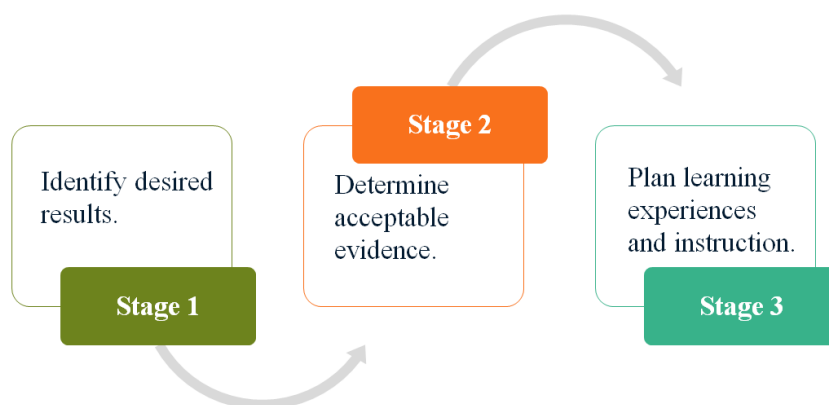 Identify desired
results.
Stage 1
Stage 2
Determine
acceptable
evidence.
Plan learning
experiences
and instruction.
Stage 3